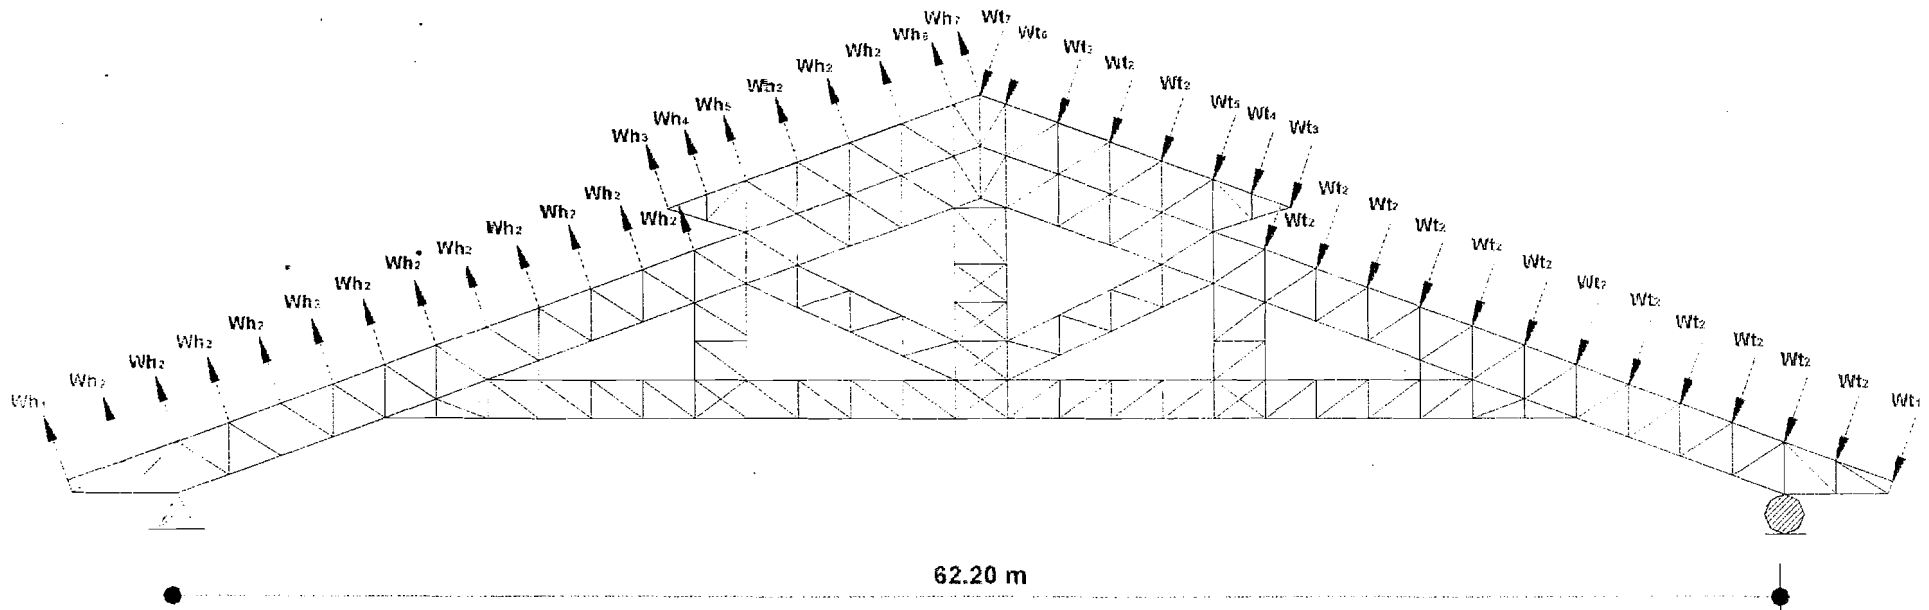 Wh₁
Wh₂
Wh₂
Wh₂
Wh₂
Wh₃
Wh₂
Wh₂
Wh₂
Wh₂
Wh₂
Wh₂
Wh₂
Wh₃
Wh₄
Wh₅
Wh₂
Wh₂
Wh₂
Wh₆
Wh₇
Wt₇
Wt₆
Wt₂
Wt₂
Wt₂
Wt₅
Wt₄
Wt₃
Wt₂
Wt₂
Wt₂
Wt₂
Wt₂
Wt₂
Wt₂
Wt₂
Wt₂
Wt₂
Wt₂
Wt₂
Wt₁
62.20 m